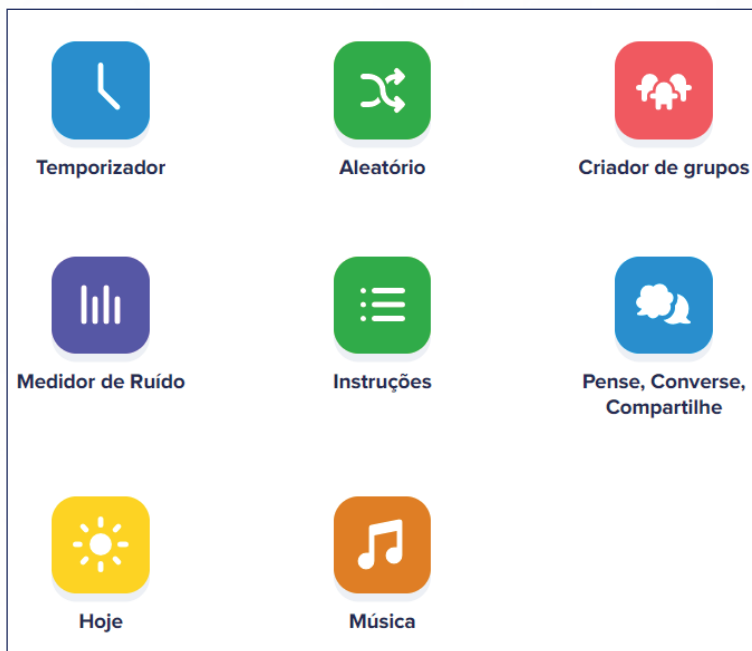 Temporizador
Aleatório
Criador de grupos
Medidor de Ruído
Instruções
Pense, Converse,
Compartilhe
Hoje
Música